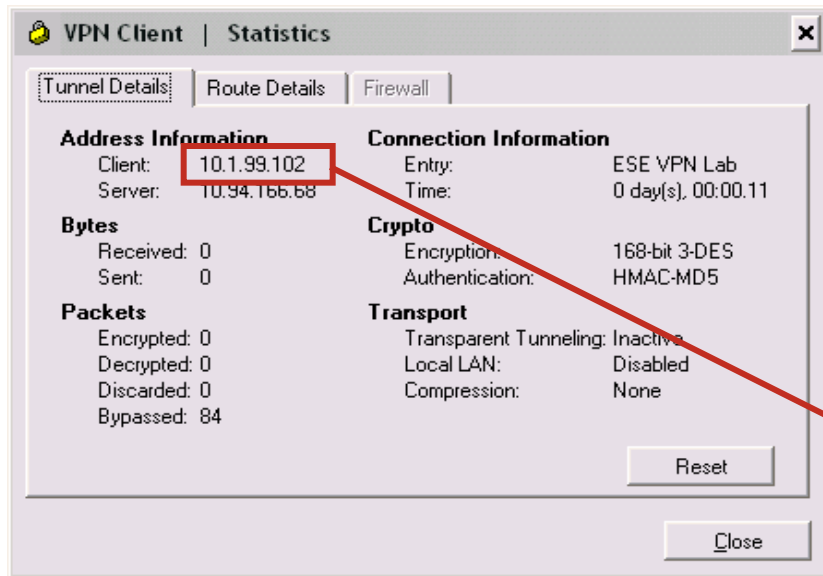 VPN Client | Statistics
Tunnel Details
Route Details
Firewall
Address Information
Client: 10.1.99.102
Server: 10.94.166.68
Bytes
Received: 0
Sent: 0
Packets
Encrypted: 0
Decrypted: 0
Discarded: 0
Bypassed: 84
Connection Information
Entry: ESE VPN Lab
Time: 0 day(s), 00:00.11
Crypto
Encryption: 168-bit 3-DES
Authentication: HMAC-MD5
Transport
Transparent Tunneling: Inactive
Local LAN: Disabled
Compression: None
Reset
Close